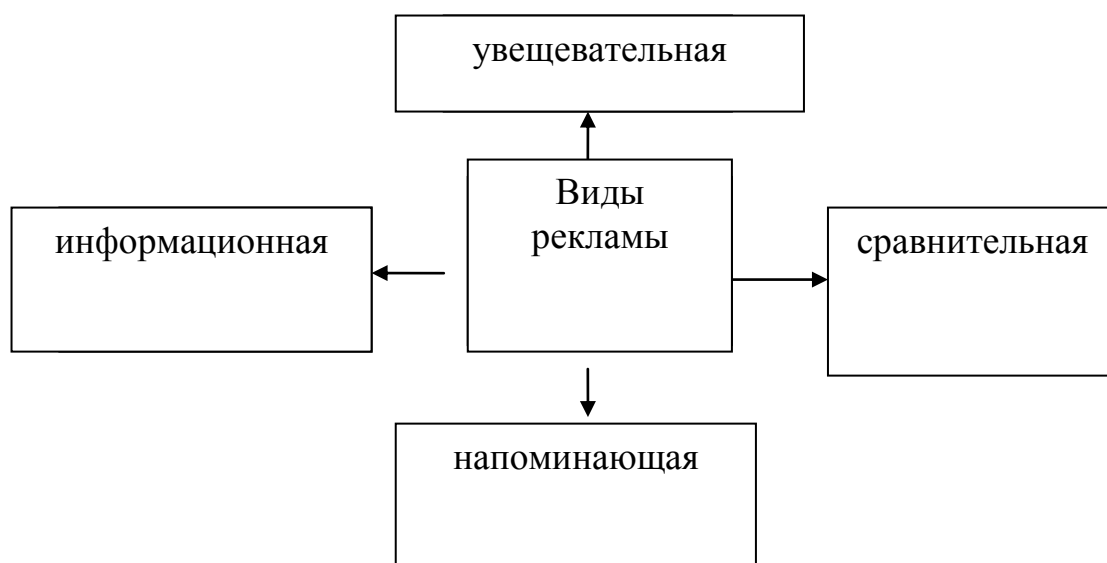 увещевательная
Виды
рекламы
информационная
сравнительная
напоминающая